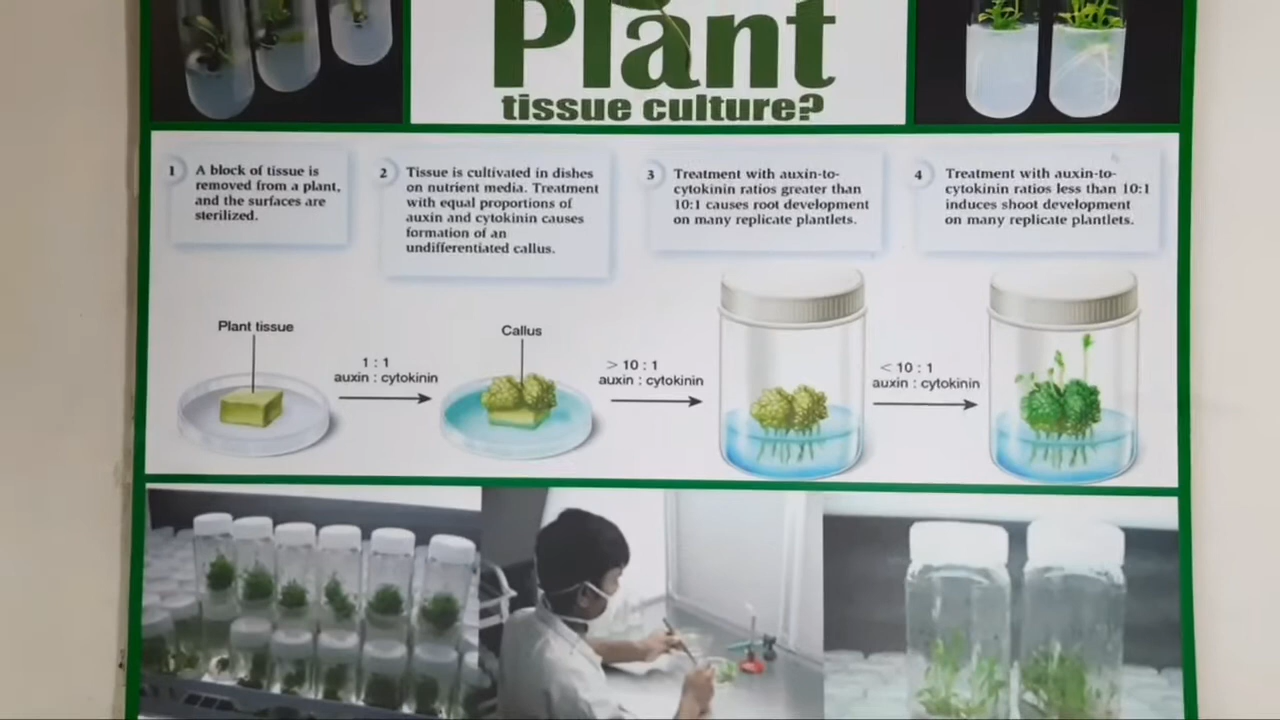 Plant
tissue culture?
1
A block of tissue is
removed from a plant,
and the surfaces are
sterilized.
2
Tissue is cultivated in dishes
on nutrient media. Treatment
with equal proportions of
auxin and cytokinin causes
formation of an
undifferentiated callus.
3
Treatment with auxin-to-
cytokinin ratios greater than
10:1 causes root development
on many replicate plantlets.
4
Treatment with auxin-to-
cytokinin ratios less than 10:1
induces shoot development
on many replicate plantlets.
Plant tissue
1 : 1
auxin : cytokinin
Callus
> 10 : 1
auxin : cytokinin
< 10 : 1
auxin : cytokinin